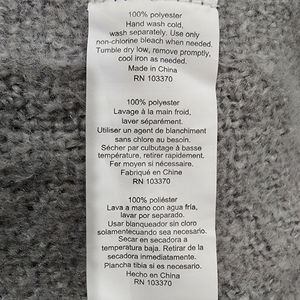 100% polyester
Hand wash cold,
wash separately. Use only
non-chlorine bleach when needed.
Tumble dry low, remove promptly,
cool iron as needed.
Made in China
RN 103370
100% polyester
Lavage à la main froid,
laver séparément.
Utiliser un agent de blanchiment
sans chlore au besoin.
Sécher par culbutage à basse
température, retirer rapidement.
Fer moyen si nécessaire.
Fabriqué en Chine
RN 103370
100% poliéster
Lava a mano con agua fría,
lavar por separado.
Usar blanqueador sin cloro
solamentecuando sea necesario.
Secar en secadora a
temperatura baja. Retirar de la
secadora inmediatamente.
Plancha tibia si es necesario.
Hecho en China
RN 103370